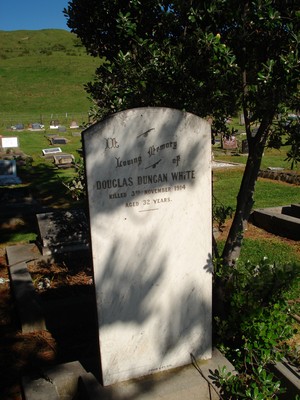 In
Loving Memory
of
DOUGLAS DUNCAN WHITE
KILLED 3RD NOVEMBER 1914
AGED 32 YEARS.